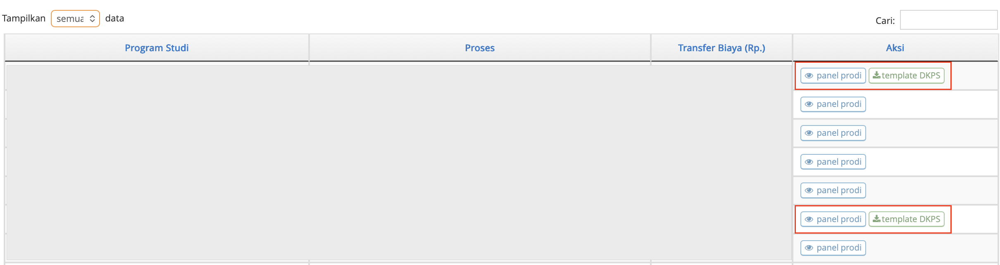 Tampilkan semua data
Cari:
Program Studi Proses Transfer Biaya (Rp.) Aksi
panel prodi template DKPS
panel prodi
panel prodi
panel prodi
panel prodi
panel prodi template DKPS
panel prodi